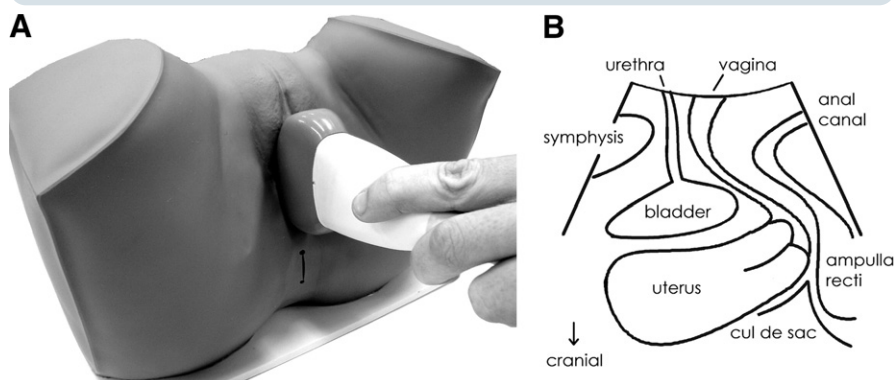 A
B
urethra
vagina
symphysis
anal
canal
bladder
uterus
ampulla
recti
cul de sac
cranial